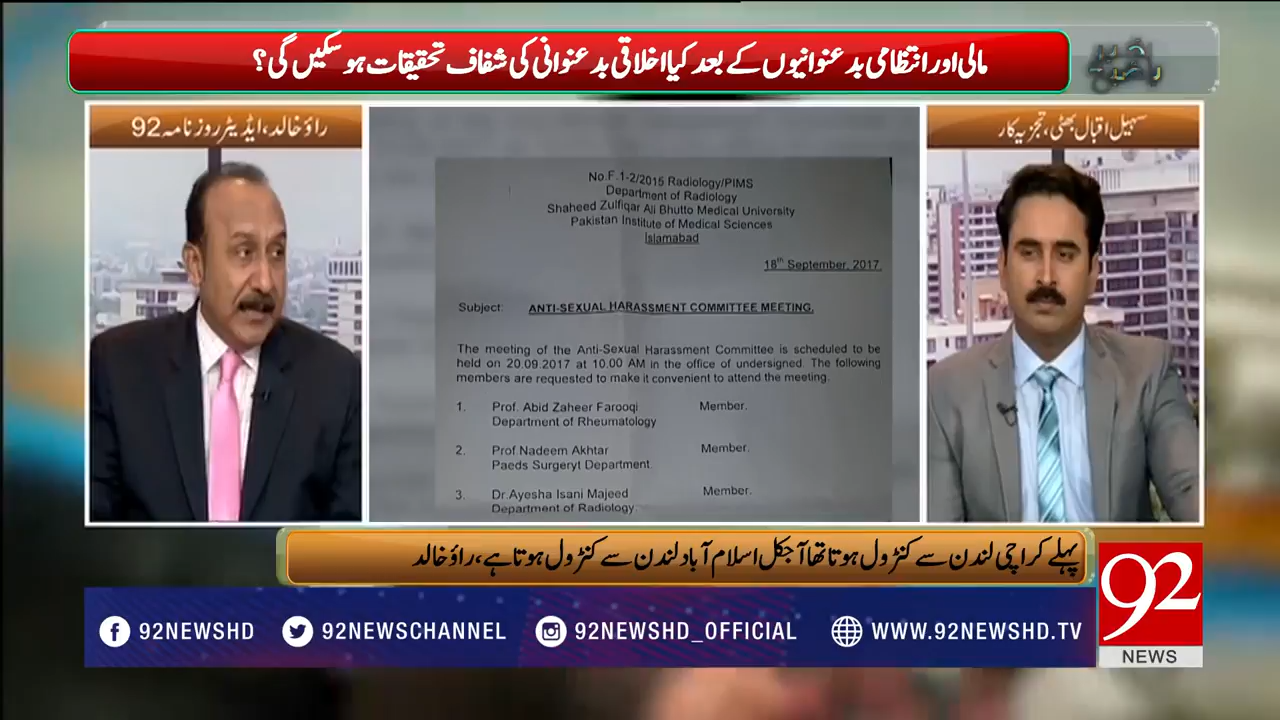 مالی اور انتظامی بدعنوانیوں کے بعد کیا اخلاقی بدعنوانی کی شفاف تحقیقات ہو سکیں گی؟
راؤ خالد، ایڈیٹر روزنامہ 92
سہیل اقبال بھٹی، تجزیہ کار
No.F.1-2/2015 Radiology/PIMS
Department of Radiology
Shaheed Zulfiqar Ali Bhutto Medical University
Pakistan Institute of Medical Sciences
Islamabad
18th September, 2017.
Subject: ANTI-SEXUAL HARASSMENT COMMITTEE MEETING.
The meeting of the Anti-Sexual Harassment Committee is scheduled to be
held on 20.09.2017 at 10.00 AM in the office of undersigned. The following
members are requested to make it convenient to attend the meeting.
1. Prof. Abid Zaheer Farooqi Member.
Department of Rheumatology
2. Prof Nadeem Akhtar Member.
Paeds Surgeryt Department.
3. Dr.Ayesha Isani Majeed Member.
Department of Radiology.
پہلے کراچی لندن سے کنٹرول ہوتا تھا آجکل اسلام آباد لندن سے کنٹرول ہوتا ہے، راؤ خالد
92NEWSHD 92NEWSCHANNEL 92NEWSHD_OFFICIAL WWW.92NEWSHD.TV
92
NEWS